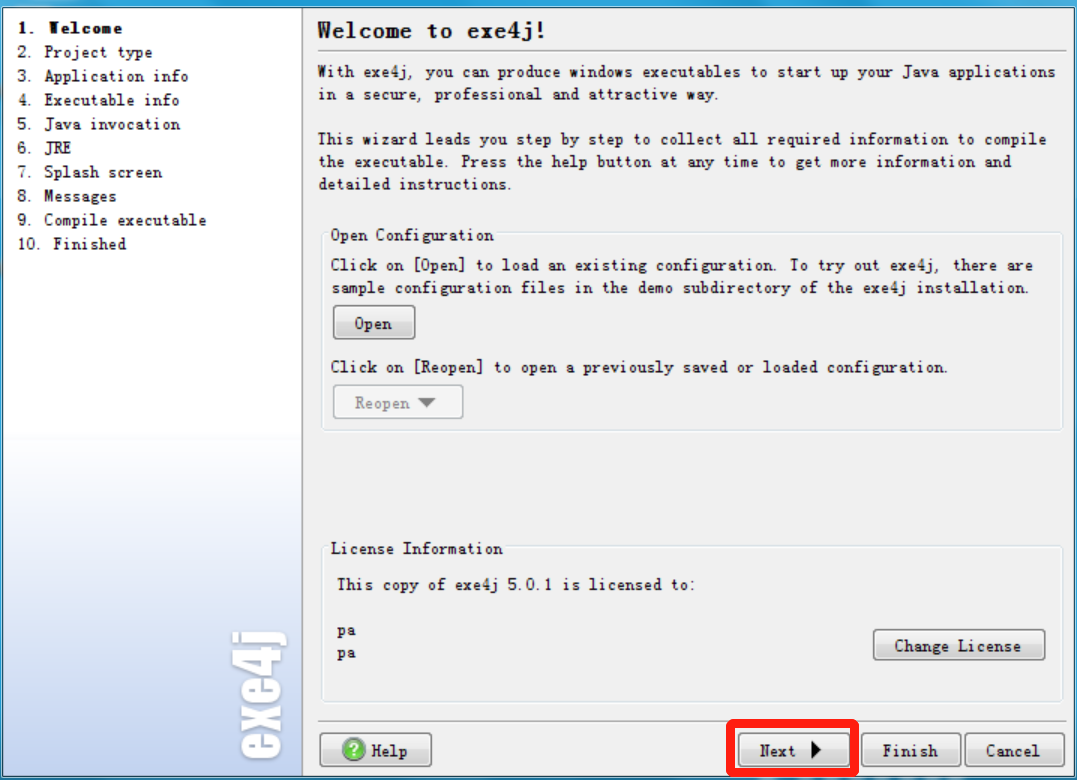 1. Welcome
2. Project type
3. Application info
4. Executable info
5. Java invocation
6. JRE
7. Splash screen
8. Messages
9. Compile executable
10. Finished
exe4j
Welcome to exe4j!
With exe4j, you can produce windows executables to start up your Java applications
in a secure, professional and attractive way.
This wizard leads you step by step to collect all required information to compile
the executable. Press the help button at any time to get more information and
detailed instructions.
Open Configuration
Click on [Open] to load an existing configuration. To try out exe4j, there are
sample configuration files in the demo subdirectory of the exe4j installation.
Open
Click on [Reopen] to open a previously saved or loaded configuration.
Reopen
License Information
This copy of exe4j 5.0.1 is licensed to:
pa
pa
Change License
Help
Next
Finish
Cancel